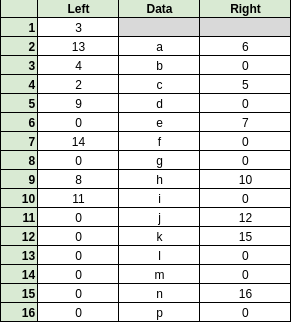 Left Data Right
1 3
2 13 a 6
3 4 b 0
4 2 c 5
5 9 d 0
6 0 e 7
7 14 f 0
8 0 g 0
9 8 h 10
10 11 i 0
11 0 j 12
12 0 k 15
13 0 l 0
14 0 m 0
15 0 n 16
16 0 p 0